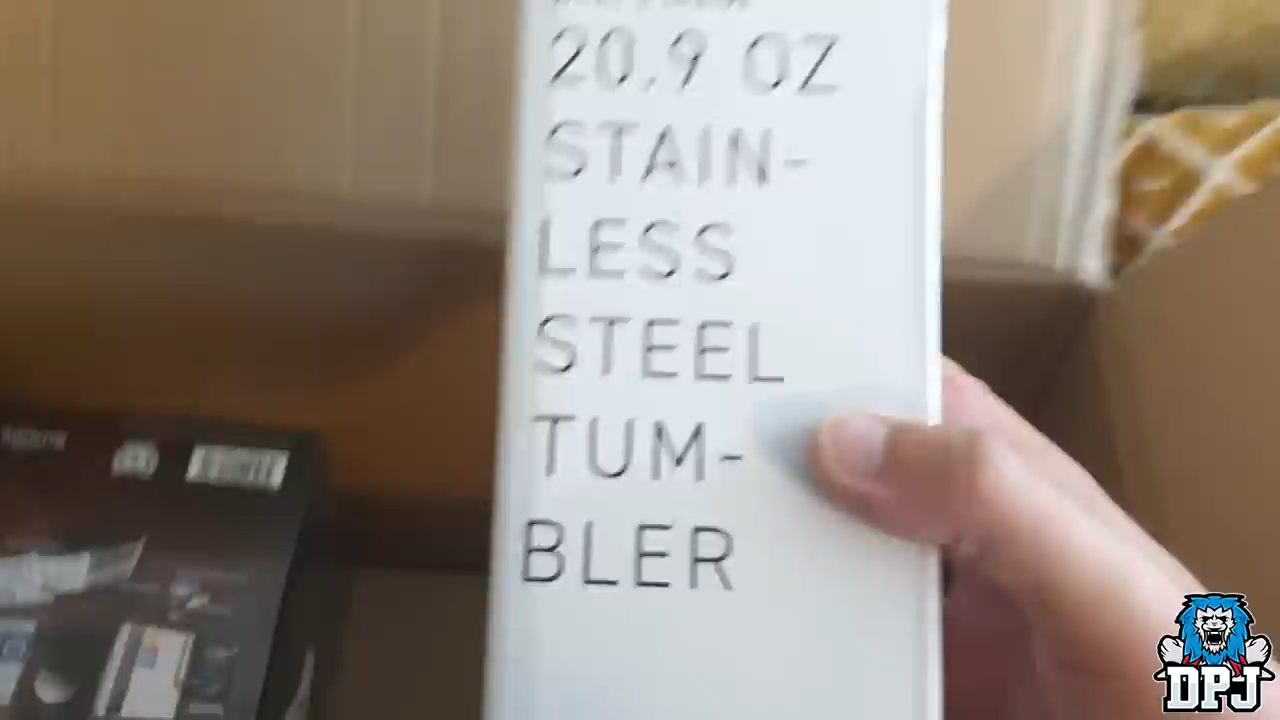 20.9 OZ
STAIN-
LESS
STEEL
TUM-
BLER
DPJ